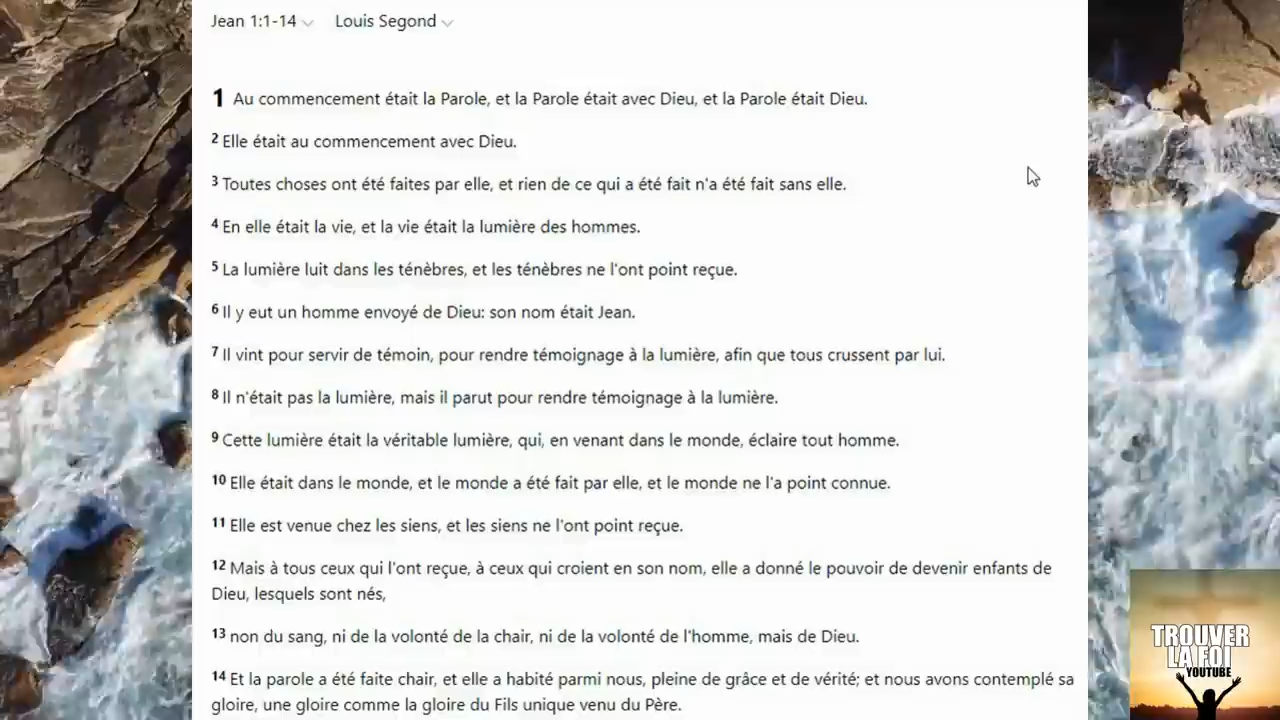 Jean 1:1-14 Louis Segond
1 Au commencement était la Parole, et la Parole était avec Dieu, et la Parole était Dieu.
2 Elle était au commencement avec Dieu.
3 Toutes choses ont été faites par elle, et rien de ce qui a été fait n'a été fait sans elle.
4 En elle était la vie, et la vie était la lumière des hommes.
5 La lumière luit dans les ténèbres, et les ténèbres ne l'ont point reçue.
6 Il y eut un homme envoyé de Dieu: son nom était Jean.
7 Il vint pour servir de témoin, pour rendre témoignage à la lumière, afin que tous crussent par lui.
8 Il n'était pas la lumière, mais il parut pour rendre témoignage à la lumière.
9 Cette lumière était la véritable lumière, qui, en venant dans le monde, éclaire tout homme.
10 Elle était dans le monde, et le monde a été fait par elle, et le monde ne l'a point connue.
11 Elle est venue chez les siens, et les siens ne l'ont point reçue.
12 Mais à tous ceux qui l'ont reçue, à ceux qui croient en son nom, elle a donné le pouvoir de devenir enfants de
Dieu, lesquels sont nés,
13 non du sang, ni de la volonté de la chair, ni de la volonté de l'homme, mais de Dieu.
14 Et la parole a été faite chair, et elle a habité parmi nous, pleine de grâce et de vérité; et nous avons contemplé sa
gloire, une gloire comme la gloire du Fils unique venu du Père.
TROUVER
LA FOI
YOUTUBE